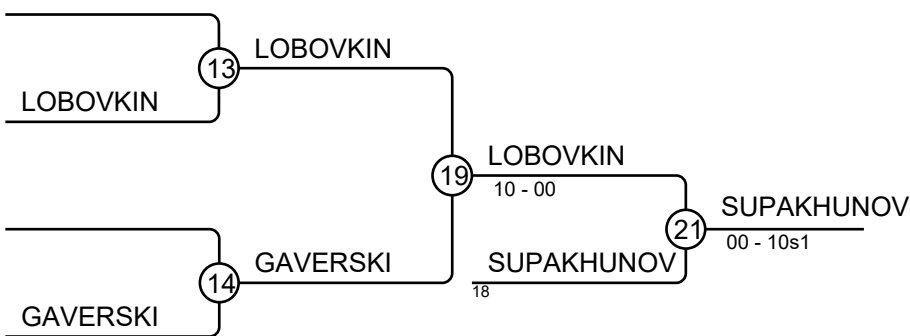 LOBOVKIN
13
LOBOVKIN
LOBOVKIN
19
10 - 00
SUPAKHUNOV
21
00 - 10s1
GAVERSKI
SUPAKHUNOV
14
18
GAVERSKI